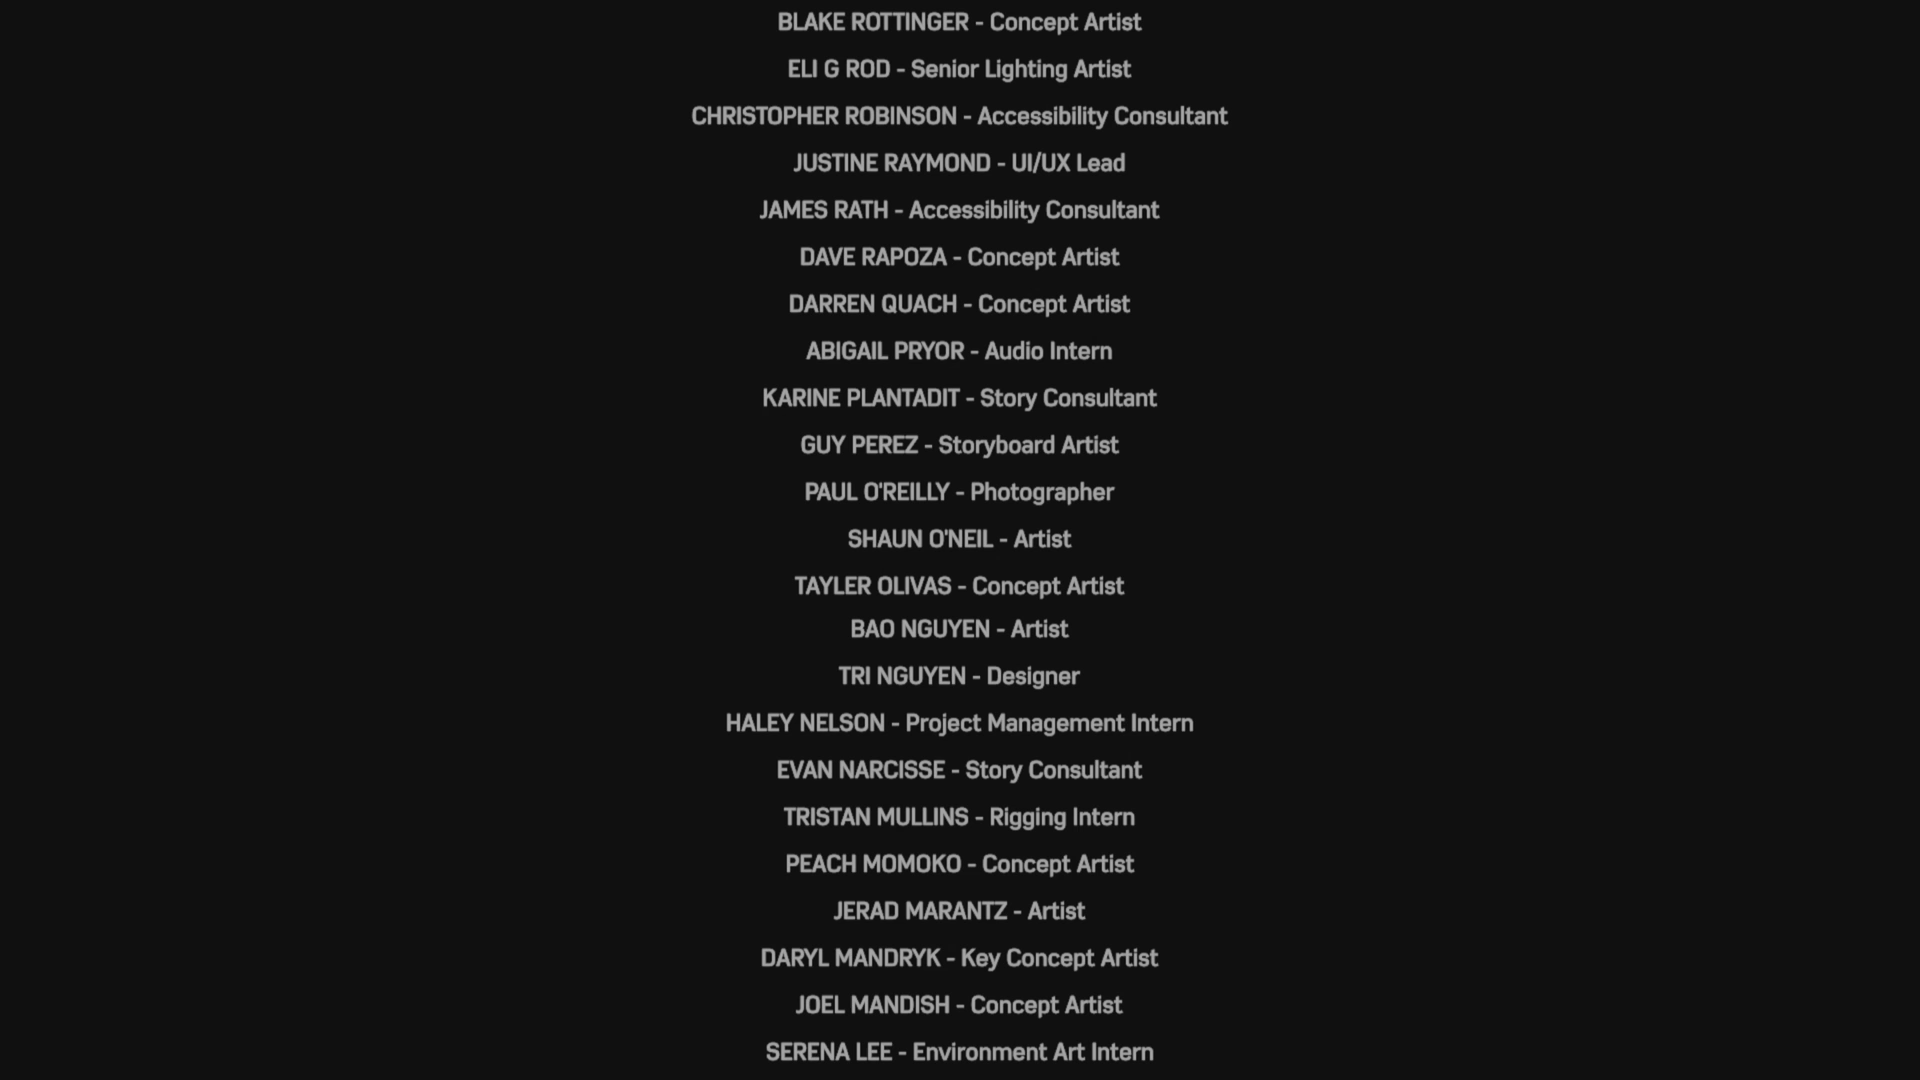 BLAKE ROTTINGER - Concept Artist
ELI G ROD - Senior Lighting Artist
CHRISTOPHER ROBINSON - Accessibility Consultant
JUSTINE RAYMOND - UI/UX Lead
JAMES RATH - Accessibility Consultant
DAVE RAPOZA - Concept Artist
DARREN QUACH - Concept Artist
ABIGAIL PRYOR - Audio Intern
KARINE PLANTADIT - Story Consultant
GUY PEREZ - Storyboard Artist
PAUL O'REILLY - Photographer
SHAUN O'NEIL - Artist
TAYLER OLIVAS - Concept Artist
BAO NGUYEN - Artist
TRI NGUYEN - Designer
HALEY NELSON - Project Management Intern
EVAN NARCISSE - Story Consultant
TRISTAN MULLINS - Rigging Intern
PEACH MOMOKO - Concept Artist
JERAD MARANTZ - Artist
DARYL MANDRYK - Key Concept Artist
JOEL MANDISH - Concept Artist
SERENA LEE - Environment Art Intern